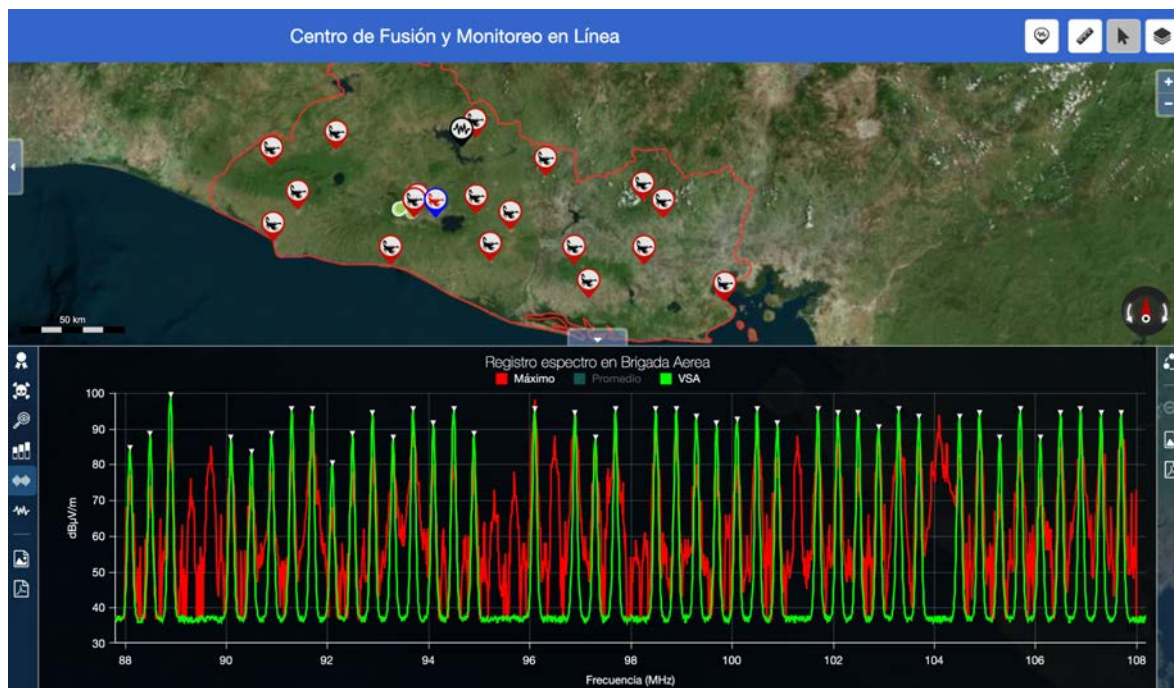 Centro de Fusión y Monitoreo en Línea
+
−
50 km
Registro espectro en Brigada Aerea
Máximo Promedio VSA
100
90
80
70
60
50
40
30
dBµV/m
88 90 92 94 96 98 100 102 104 106 108
Frecuencia (MHz)